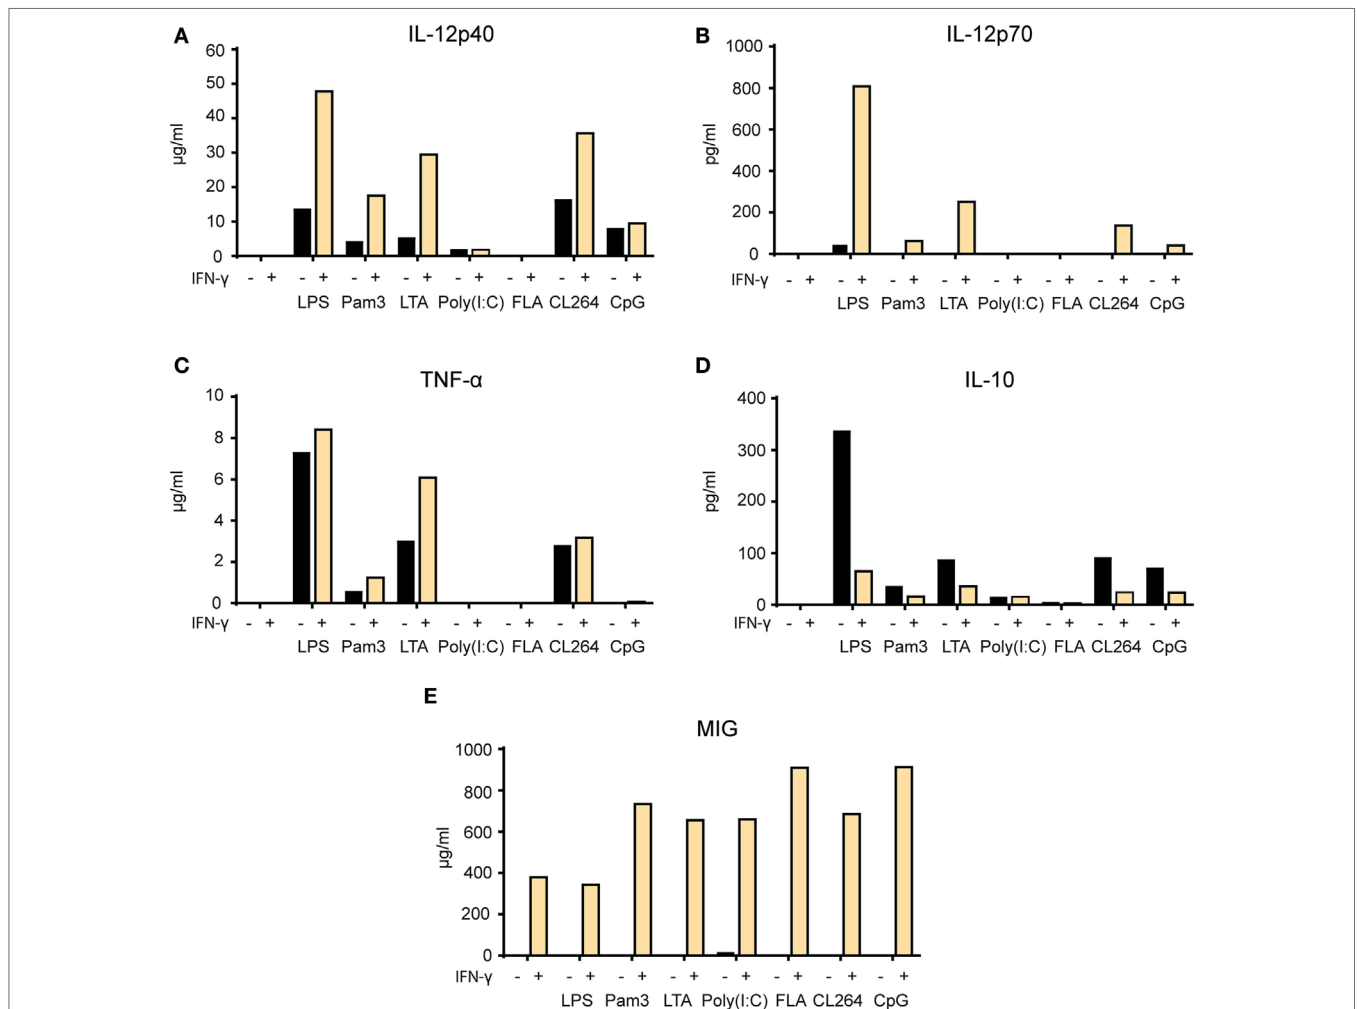 A
IL-12p40
60
50
40
30
20
10
0
µg/ml
IFN-γ - + - + - + - + - + - + - + - +
LPS Pam3 LTA Poly(I:C) FLA CL264 CpG
B
IL-12p70
1000
800
600
400
200
0
pg/ml
IFN-γ - + - + - + - + - + - + - + - +
LPS Pam3 LTA Poly(I:C) FLA CL264 CpG
C
TNF-α
10
8
6
4
2
0
µg/ml
IFN-γ - + - + - + - + - + - + - + - +
LPS Pam3 LTA Poly(I:C) FLA CL264 CpG
D
IL-10
400
300
200
100
0
pg/ml
IFN-γ - + - + - + - + - + - + - + - +
LPS Pam3 LTA Poly(I:C) FLA CL264 CpG
E
MIG
1000
800
600
400
200
0
µg/ml
IFN-γ - + - + - + - + - + - + - + - +
LPS Pam3 LTA Poly(I:C) FLA CL264 CpG